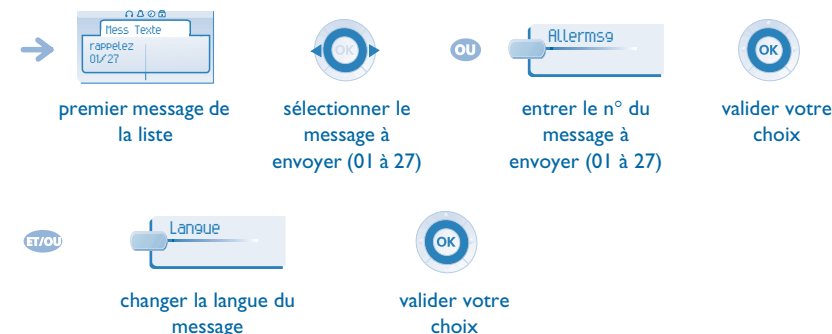 Mess Texte
rappelez
01/27
OK
OU
Allermsg
OK
premier message de
la liste
sélectionner le
message à
envoyer (01 à 27)
entrer le n° du
message à
envoyer (01 à 27)
valider votre
choix
ET/OU
Langue
OK
changer la langue du
message
valider votre
choix